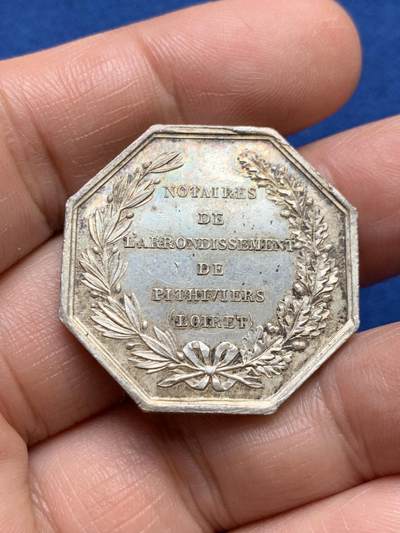 NOTAIRES
DE
L'ARRONDISSEMENT
DE
PITHIVIERS
(LOIRET)